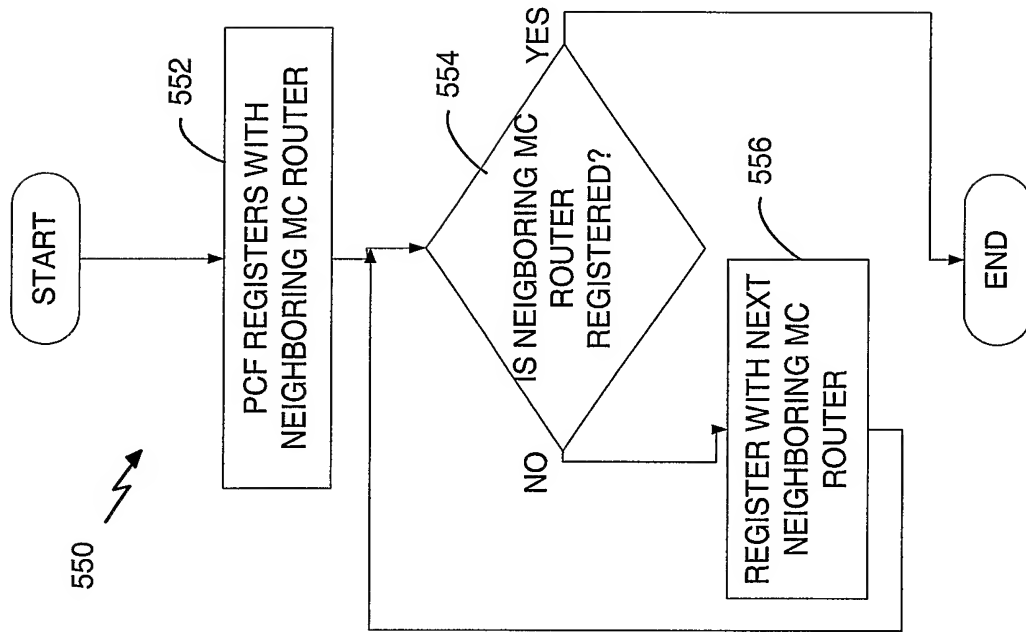 550
START
552
PCF REGISTERS WITH
NEIGHBORING MC ROUTER
554
IS NEIGBORING MC
ROUTER
REGISTERED?
YES
NO
556
REGISTER WITH NEXT
NEIGHBORING MC
ROUTER
END